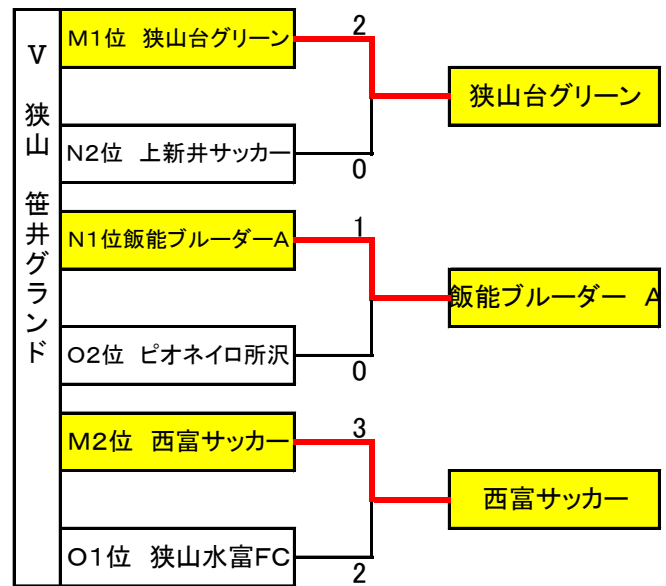 V 狭山 笹井グランド
M1位 狭山台グリーン
2
狭山台グリーン
N2位 上新井サッカー
0
N1位飯能ブルーダーA
1
飯能ブルーダー A
O2位 ピオネイロ所沢
0
M2位 西富サッカー
3
西富サッカー
O1位 狭山水富FC
2